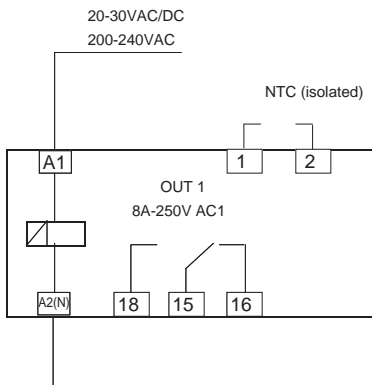 20-30VAC/DC
200-240VAC
NTC (isolated)
A1
1
2
OUT 1
8A-250V AC1
A2(N)
18
15
16